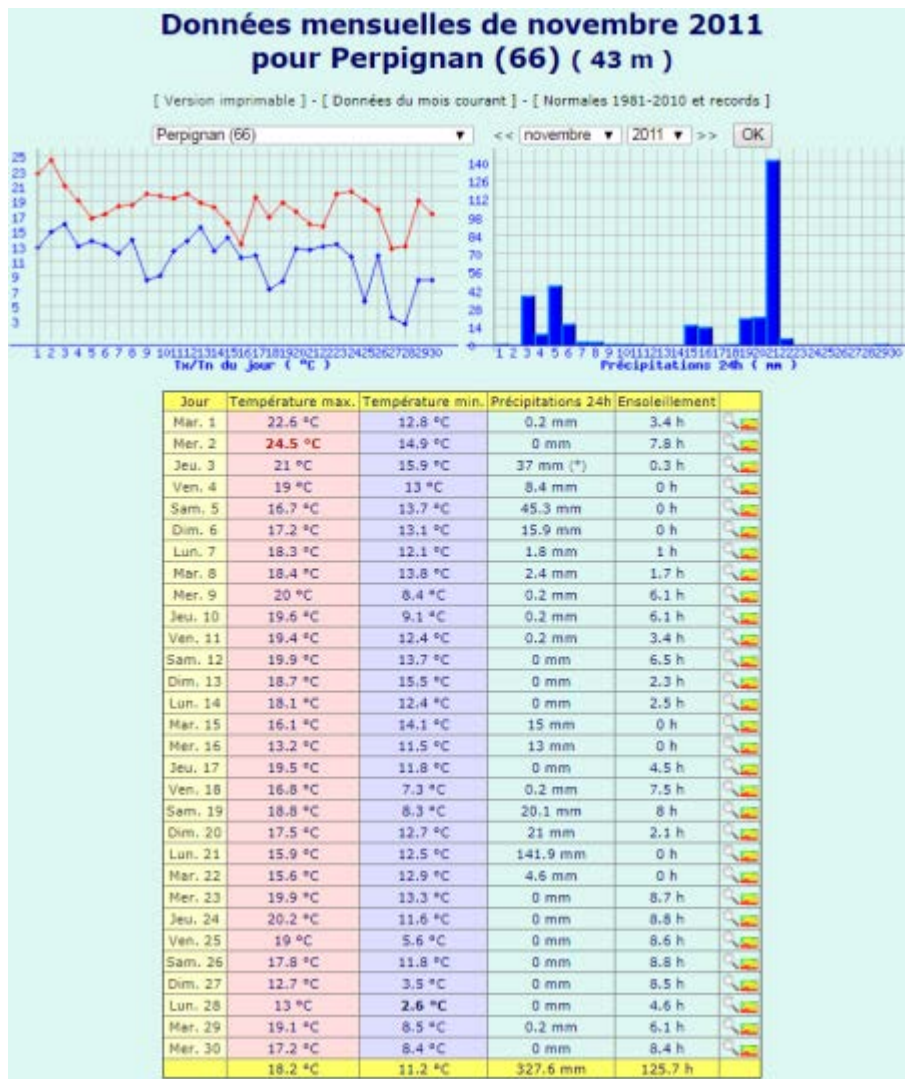 Données mensuelles de novembre 2011
pour Perpignan (66) ( 43 m )
[ Version imprimable ] - [ Données du mois courant ] - [ Normales 1981-2010 et records ]
Perpignan (66) ▼ << novembre ▼ 2011 ▼ >> OK
25
23
21
19
17
15
13
11
9
7
5
3
1 2 3 4 5 6 7 8 9 10 11 12 13 14 15 16 17 18 19 20 21 22 23 24 25 26 27 28 29 30
Tx/Tn du jour ( °C )
140
126
112
98
84
70
56
42
28
14
1 2 3 4 5 6 7 8 9 10 11 12 13 14 15 16 17 18 19 20 21 22 23 24 25 26 27 28 29 30
Précipitations 24h ( mm )
Jour Température max. Température min. Précipitations 24h Ensoleillement
Mar. 1 22.6 °C 12.8 °C 0.2 mm 3.4 h
Mer. 2 24.5 °C 14.9 °C 0 mm 7.8 h
Jeu. 3 21 °C 15.9 °C 37 mm (*) 0.3 h
Ven. 4 19 °C 13 °C 8.4 mm 0 h
Sam. 5 16.7 °C 13.7 °C 45.3 mm 0 h
Dim. 6 17.2 °C 13.1 °C 15.9 mm 0 h
Lun. 7 18.3 °C 12.1 °C 1.8 mm 1 h
Mar. 8 18.4 °C 13.8 °C 2.4 mm 1.7 h
Mer. 9 20 °C 8.4 °C 0.2 mm 6.1 h
Jeu. 10 19.6 °C 9.1 °C 0.2 mm 6.1 h
Ven. 11 19.4 °C 12.4 °C 0.2 mm 3.4 h
Sam. 12 19.9 °C 13.7 °C 0 mm 6.5 h
Dim. 13 18.7 °C 15.5 °C 0 mm 2.3 h
Lun. 14 18.1 °C 12.4 °C 0 mm 2.5 h
Mar. 15 16.1 °C 14.1 °C 15 mm 0 h
Mer. 16 13.2 °C 11.5 °C 13 mm 0 h
Jeu. 17 19.5 °C 11.8 °C 0 mm 4.5 h
Ven. 18 16.8 °C 7.3 °C 0.2 mm 7.5 h
Sam. 19 18.8 °C 8.3 °C 20.1 mm 8 h
Dim. 20 17.5 °C 12.7 °C 21 mm 2.1 h
Lun. 21 15.9 °C 12.5 °C 141.9 mm 0 h
Mar. 22 15.6 °C 12.9 °C 4.6 mm 0 h
Mer. 23 19.9 °C 13.3 °C 0 mm 8.7 h
Jeu. 24 20.2 °C 11.6 °C 0 mm 8.8 h
Ven. 25 19 °C 5.6 °C 0 mm 8.6 h
Sam. 26 17.8 °C 11.8 °C 0 mm 8.8 h
Dim. 27 12.7 °C 3.5 °C 0 mm 8.5 h
Lun. 28 13 °C 2.6 °C 0 mm 4.6 h
Mar. 29 19.1 °C 8.5 °C 0.2 mm 6.1 h
Mer. 30 17.2 °C 8.4 °C 0 mm 8.4 h
18.2 °C 11.2 °C 327.6 mm 125.7 h